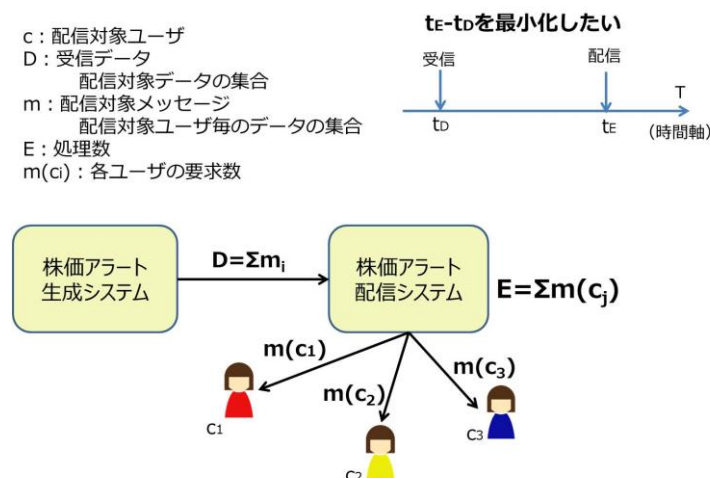 c：配信対象ユーザ
D：受信データ
配信対象データの集合
m：配信対象メッセージ
配信対象ユーザ毎のデータの集合
E：処理数
m(ci)：各ユーザの要求数
tE-tDを最小化したい
受信
配信
T
tD
tE
(時間軸)
株価アラート
生成システム
D=Σmi
株価アラート
配信システム
E=Σm(cj)
m(c1)
m(c2)
m(c3)
c1
c2
c3